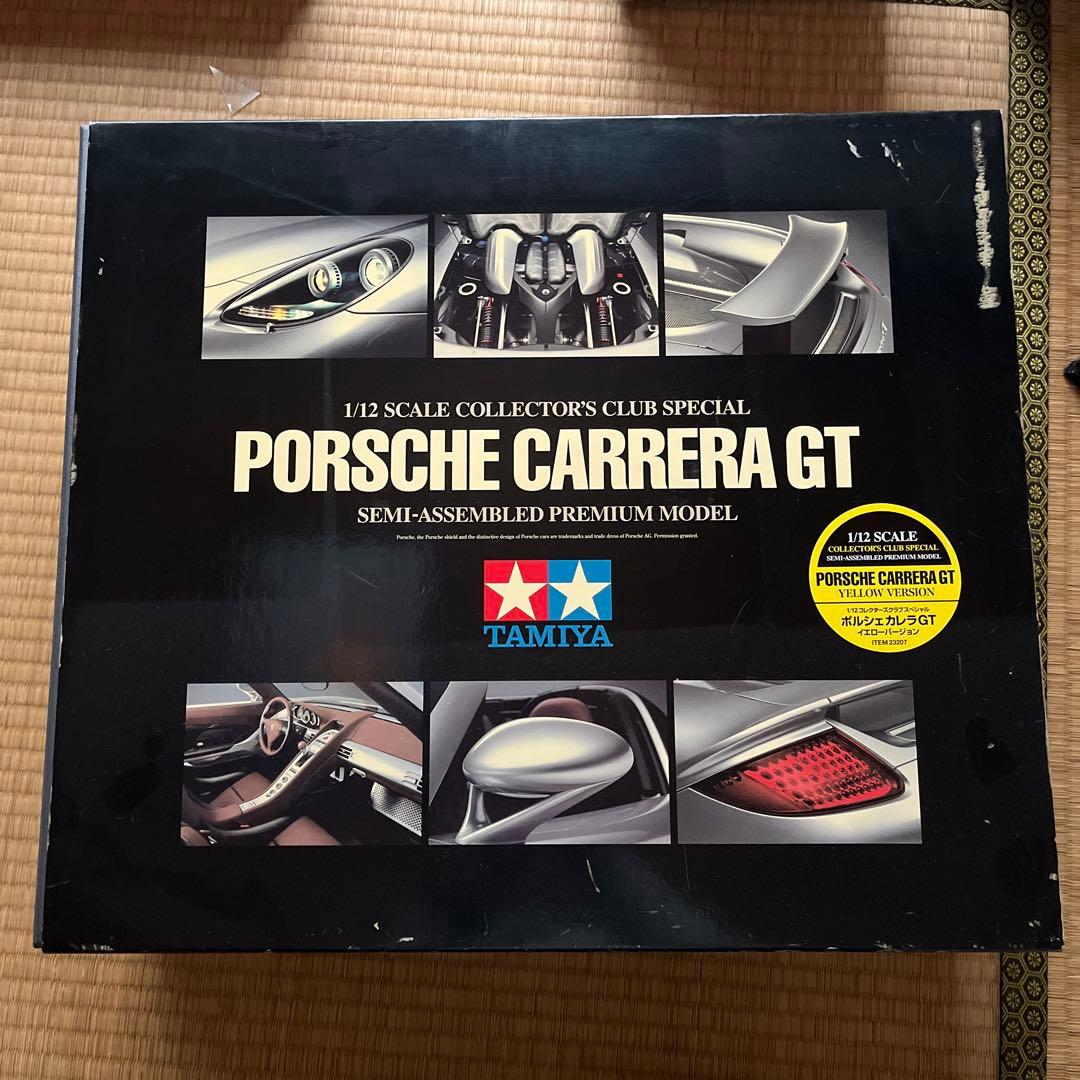 1/12 SCALE COLLECTOR'S CLUB SPECIAL
PORSCHE CARRERA GT
SEMI-ASSEMBLED PREMIUM MODEL
Porsche, the Porsche shield and the distinctive design of Porsche cars are trademarks and trade dress of Porsche AG. Permission granted.
TAMIYA
1/12 SCALE
COLLECTOR'S CLUB SPECIAL
SEMI-ASSEMBLED PREMIUM MODEL
PORSCHE CARRERA GT
YELLOW VERSION
1/12コレクターズクラブスペシャル
ポルシェカレラGT
イエローバージョン
ITEM 23207